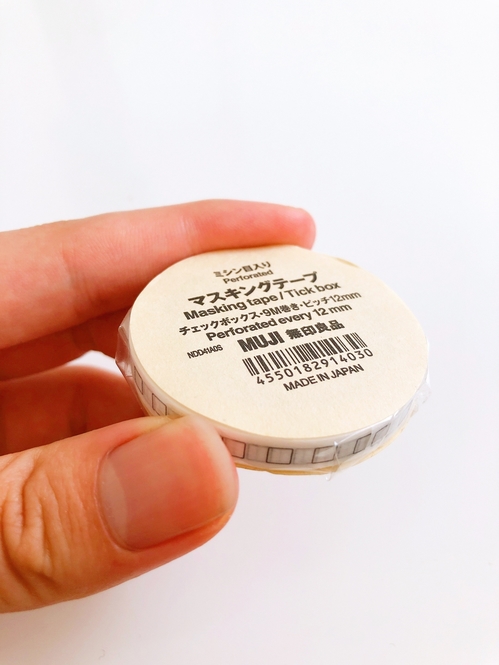 ミシン目入り
Perforated
マスキングテープ
Masking tape/Tick box
チェックボックス・9M巻き・ピッチ12mm
Perforated every 12 mm
NDD41A0S MUJI 無印良品
4550182914030
MADE IN JAPAN